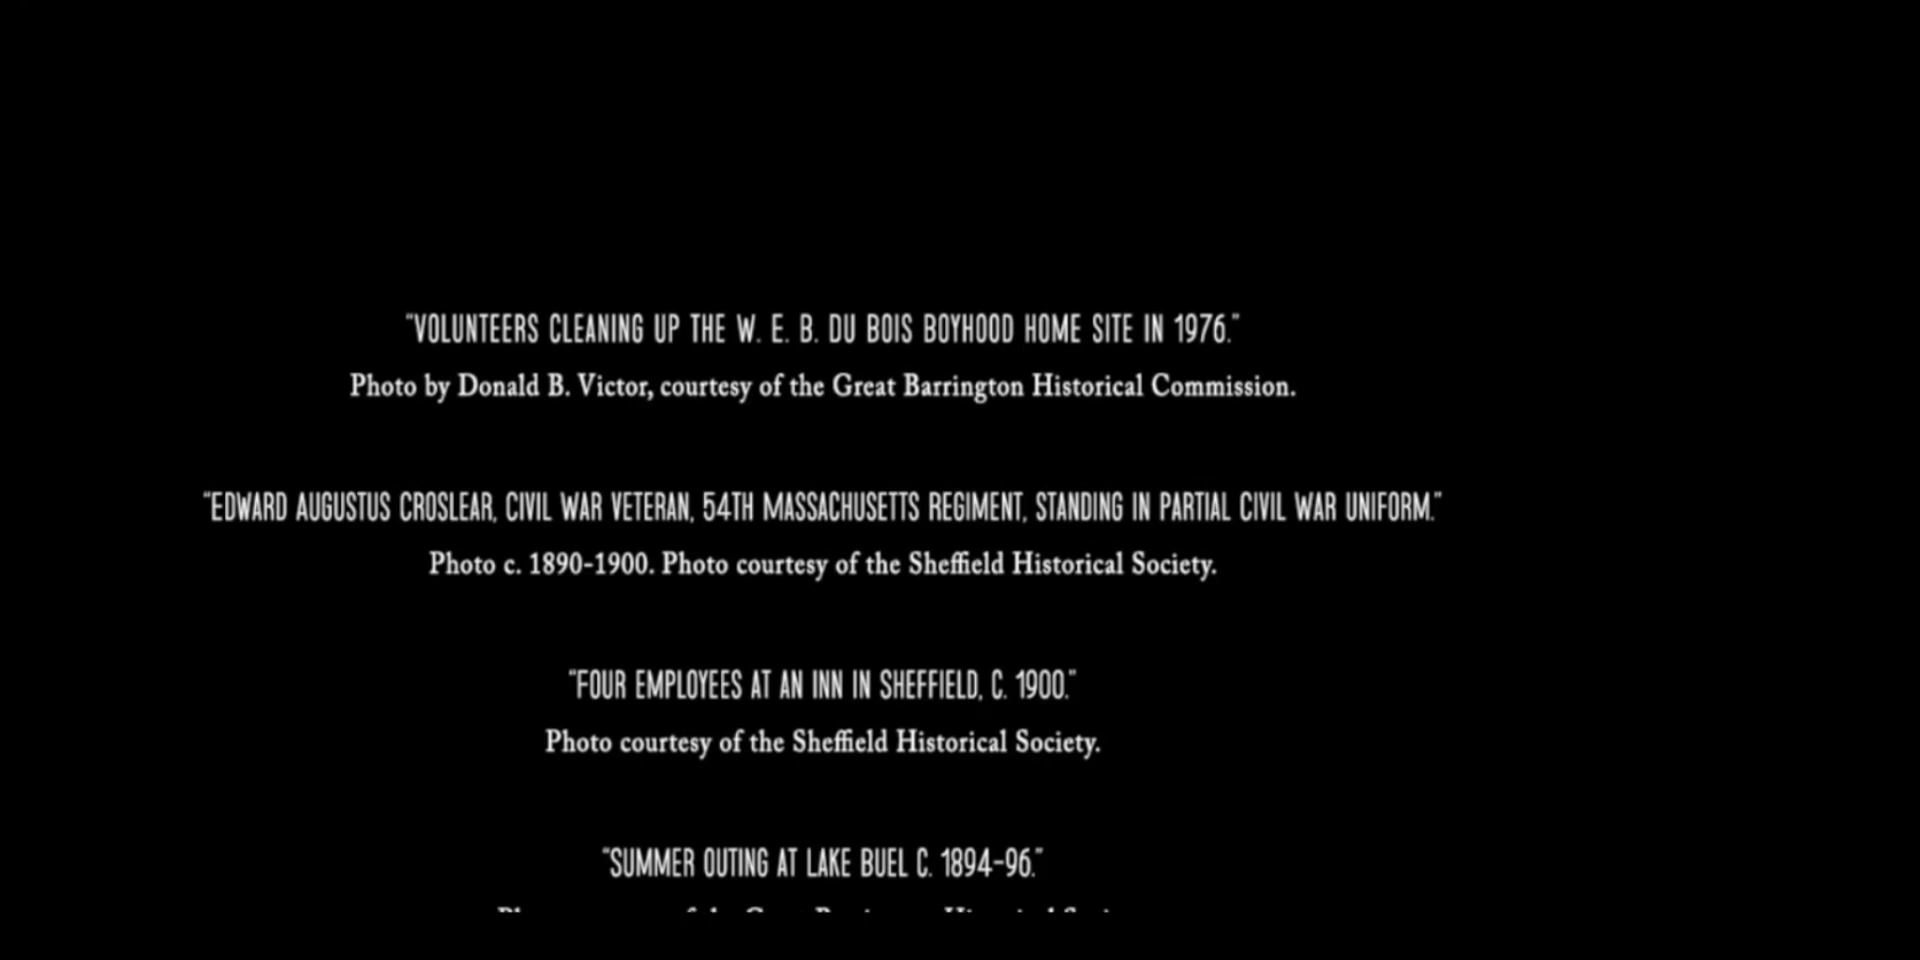 "VOLUNTEERS CLEANING UP THE W. E. B. DU BOIS BOYHOOD HOME SITE IN 1976."
Photo by Donald B. Victor, courtesy of the Great Barrington Historical Commission.
"EDWARD AUGUSTUS CROSLEAR, CIVIL WAR VETERAN, 54TH MASSACHUSETTS REGIMENT, STANDING IN PARTIAL CIVIL WAR UNIFORM."
Photo c. 1890-1900. Photo courtesy of the Sheffield Historical Society.
"FOUR EMPLOYEES AT AN INN IN SHEFFIELD, C. 1900."
Photo courtesy of the Sheffield Historical Society.
"SUMMER OUTING AT LAKE BUEL C. 1894-96."